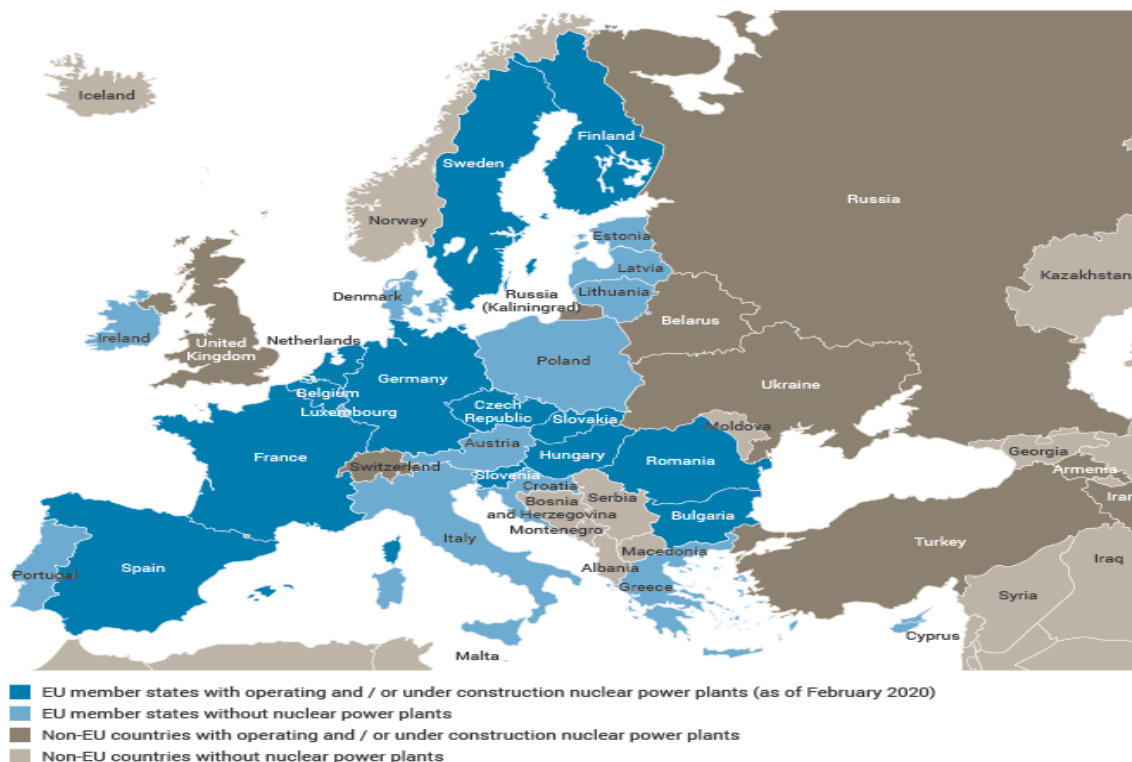 Iceland
Finland
Sweden
Russia
Norway
Estonia
Kazakhstan
Latvia
Denmark
Russia
(Kaliningrad)
Lithuania
Belarus
Ireland
United
Kingdom
Netherlands
Poland
Germany
Ukraine
Belgium
Luxembourg
Czech
Republic
Slovakia
Moldova
Austria
France
Hungary
Romania
Switzerland
Georgia
Slovenia
Armenia
Croatia
Bosnia
and Herzegovina
Serbia
Iran
Bulgaria
Montenegro
Italy
Turkey
Macedonia
Iraq
Spain
Albania
Portugal
Greece
Syria
Cyprus
Malta
EU member states with operating and / or under construction nuclear power plants (as of February 2020)
EU member states without nuclear power plants
Non-EU countries with operating and / or under construction nuclear power plants
Non-EU countries without nuclear power plants